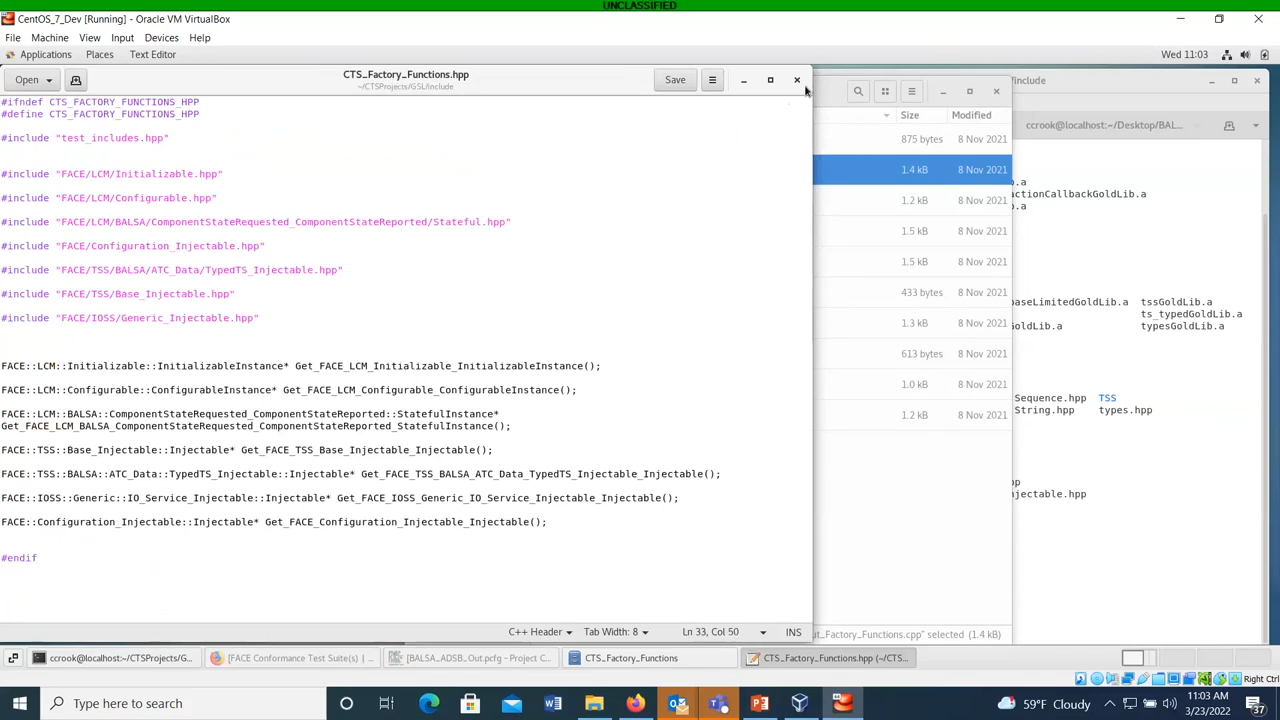 UNCLASSIFIED
CentOS_7_Dev [Running] - Oracle VM VirtualBox
File Machine View Input Devices Help
Applications Places Text Editor Wed 11:03
Open CTS_Factory_Functions.hpp Save
~/CTSProjects/GSL/include
#ifndef CTS_FACTORY_FUNCTIONS_HPP
#define CTS_FACTORY_FUNCTIONS_HPP
#include "test_includes.hpp"
#include "FACE/LCM/Initializable.hpp"
#include "FACE/LCM/Configurable.hpp"
#include "FACE/LCM/BALSA/ComponentStateRequested_ComponentStateReported/Stateful.hpp"
#include "FACE/Configuration_Injectable.hpp"
#include "FACE/TSS/BALSA/ATC_Data/TypedTS_Injectable.hpp"
#include "FACE/TSS/Base_Injectable.hpp"
#include "FACE/IOSS/Generic_Injectable.hpp"
FACE::LCM::Initializable::InitializableInstance* Get_FACE_LCM_Initializable_InitializableInstance();
FACE::LCM::Configurable::ConfigurableInstance* Get_FACE_LCM_Configurable_ConfigurableInstance();
FACE::LCM::BALSA::ComponentStateRequested_ComponentStateReported::StatefulInstance*
Get_FACE_LCM_BALSA_ComponentStateRequested_ComponentStateReported_StatefulInstance();
FACE::TSS::Base_Injectable::Injectable* Get_FACE_TSS_Base_Injectable_Injectable();
FACE::TSS::BALSA::ATC_Data::TypedTS_Injectable::Injectable* Get_FACE_TSS_BALSA_ATC_Data_TypedTS_Injectable_Injectable();
FACE::IOSS::Generic::IO_Service_Injectable::Injectable* Get_FACE_IOSS_Generic_IO_Service_Injectable_Injectable();
FACE::Configuration_Injectable::Injectable* Get_FACE_Configuration_Injectable_Injectable();
#endif
C++ Header Tab Width: 8 Ln 33, Col 50 INS
Size Modified
875 bytes 8 Nov 2021
1.4 kB 8 Nov 2021
1.2 kB 8 Nov 2021
1.5 kB 8 Nov 2021
1.5 kB 8 Nov 2021
433 bytes 8 Nov 2021
1.3 kB 8 Nov 2021
613 bytes 8 Nov 2021
1.0 kB 8 Nov 2021
1.2 kB 8 Nov 2021
ut_Factory_Functions.cpp" selected (1.4 kB)
/include
ccrook@localhost:~/Desktop/BAL...
b.a
actionCallbackGoldLib.a
b.a
baseLimitedGoldLib.a tssGoldLib.a
ts_typedGoldLib.a
GoldLib.a typesGoldLib.a
Sequence.hpp TSS
String.hpp types.hpp
pp
njectable.hpp
ccrook@localhost:~/CTSProjects/G... [FACE Conformance Test Suite(s) | ... [BALSA_ADSB_Out.pcfg - Project C... CTS_Factory_Functions CTS_Factory_Functions.hpp (~/CTS...
Right Ctrl
Type here to search 59°F Cloudy 11:03 AM
3/23/2022
37